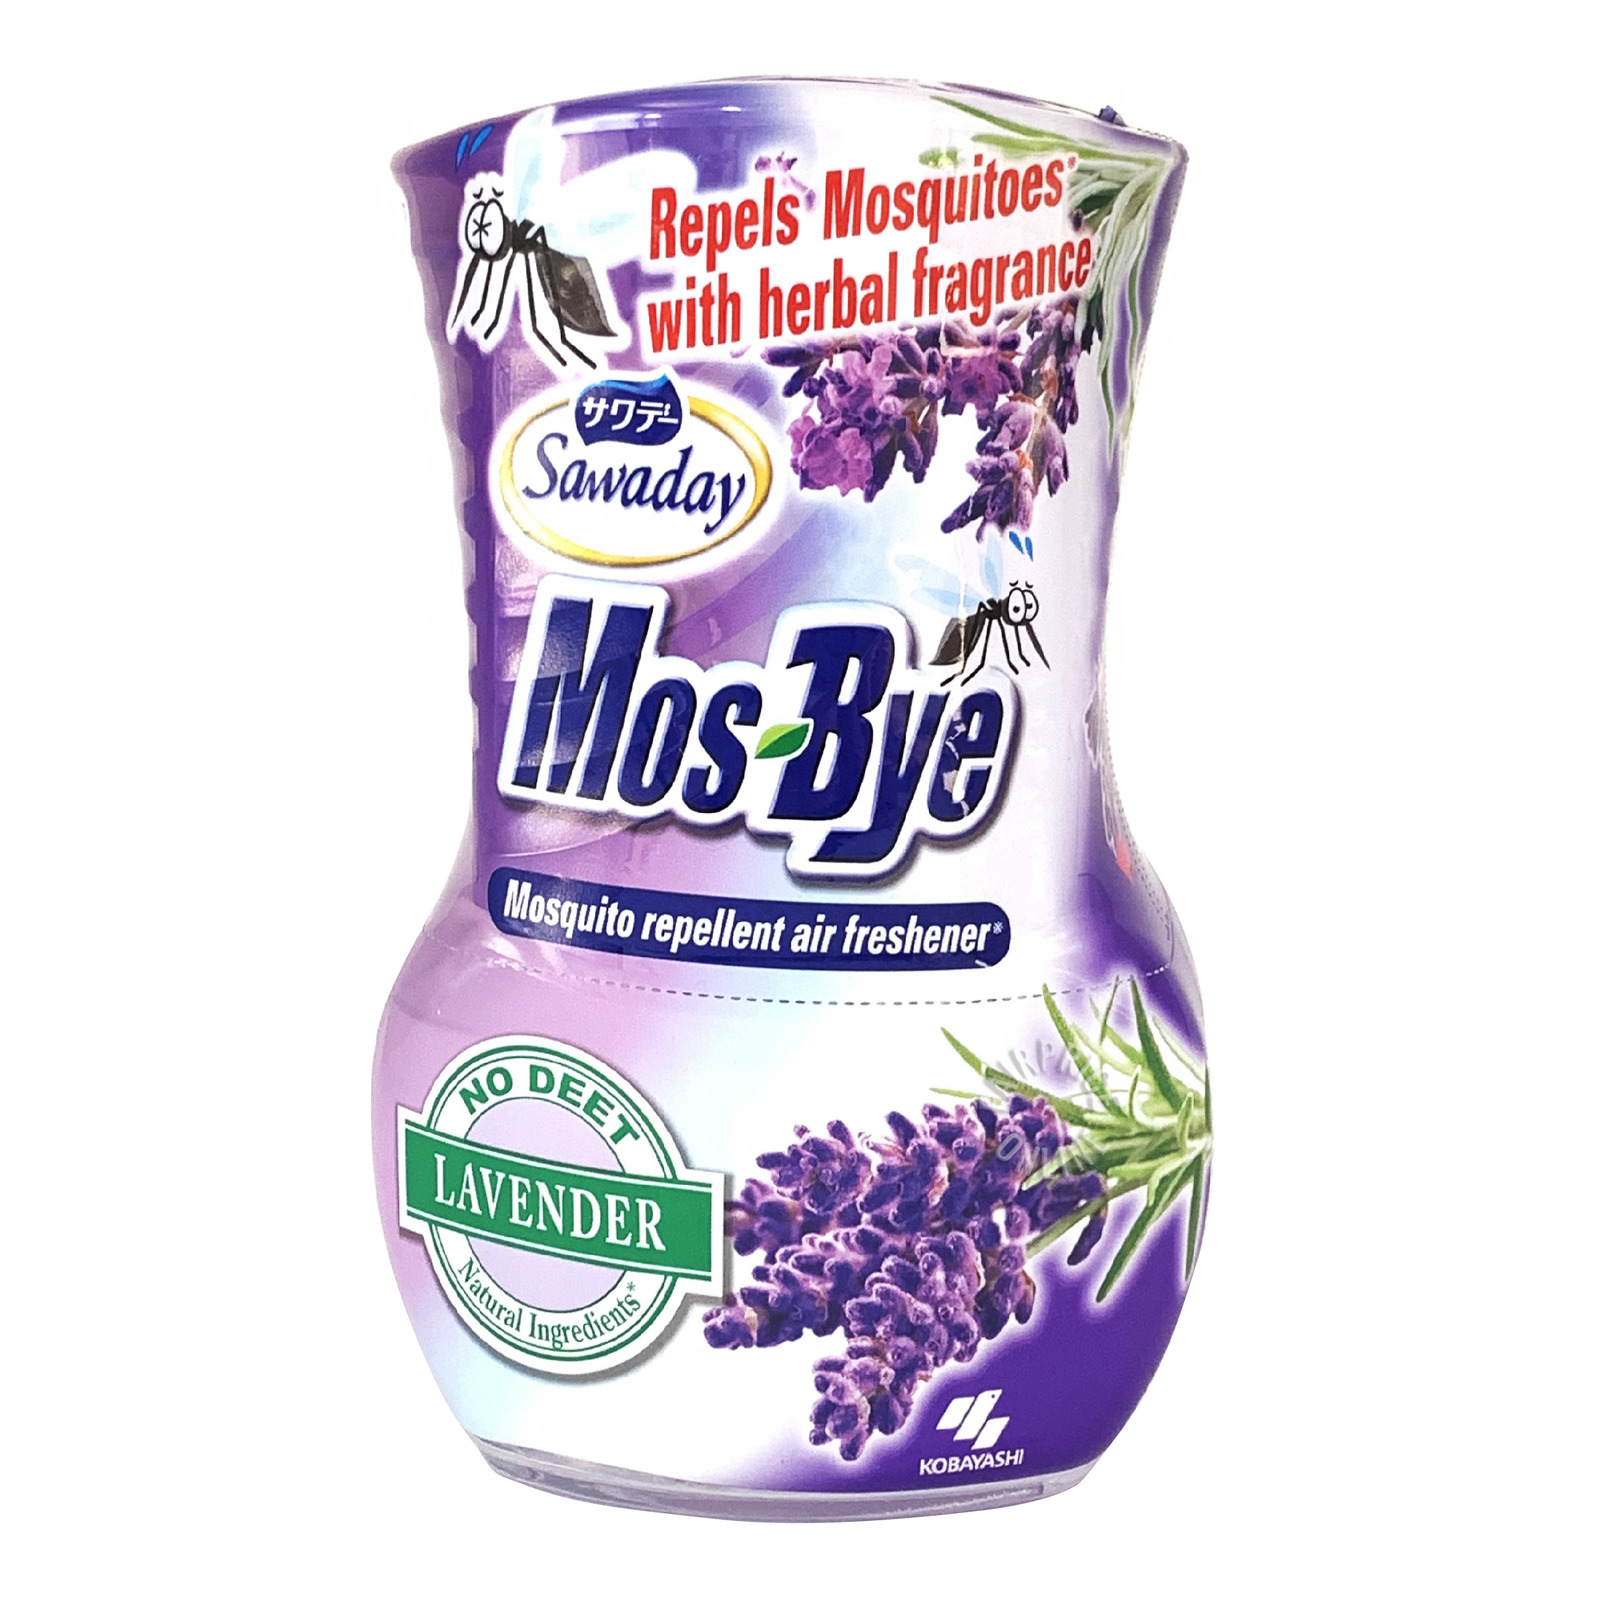 Repels Mosquitoes*
with herbal fragrance
サワデー
Sawaday
Mos-Bye
Mosquito repellent air freshener*
NO DEET
LAVENDER
Natural Ingredients*
KOBAYASHI